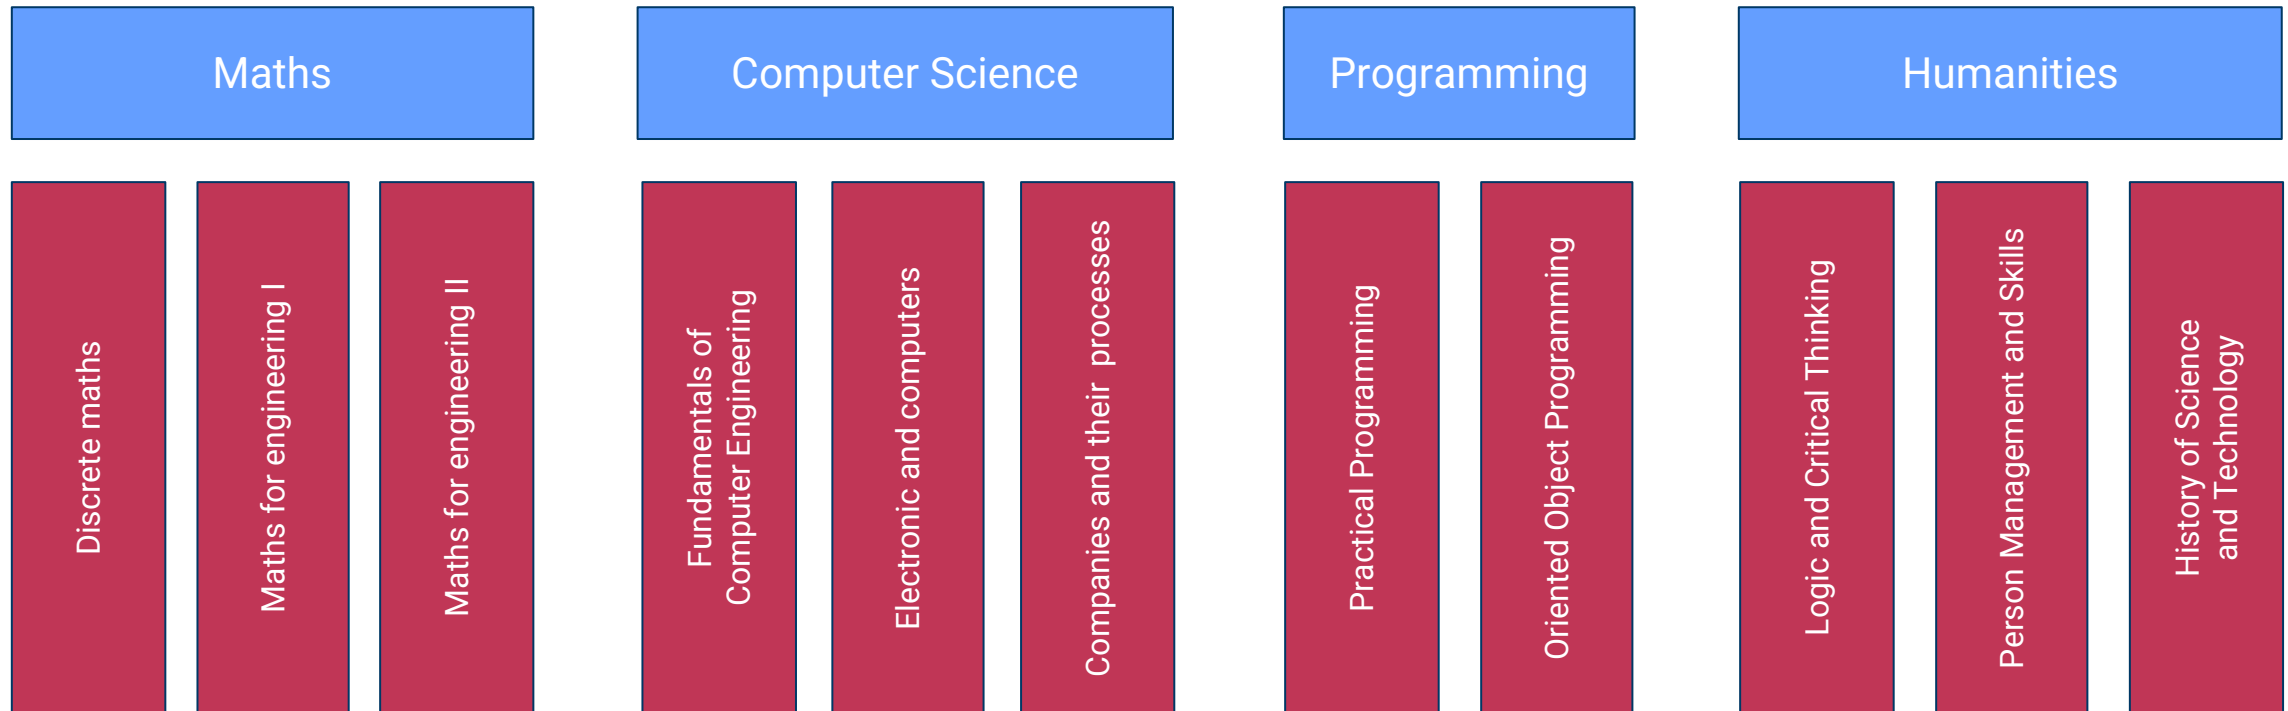 Maths
Computer Science
Programming
Humanities
Discrete maths
Maths for engineering I
Maths for engineering II
Fundamentals of
Computer Engineering
Electronic and computers
Companies and their processes
Practical Programming
Oriented Object Programming
Logic and Critical Thinking
Person Management and Skills
History of Science
and Technology